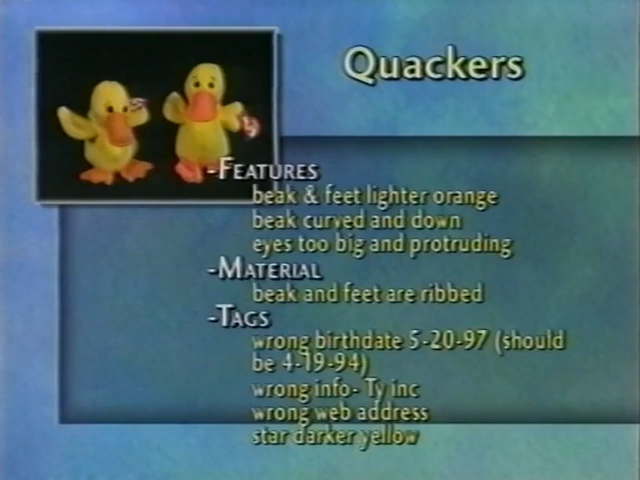 Quackers
-FEATURES
beak & feet lighter orange
beak curved and down
eyes too big and protruding
-MATERIAL
beak and feet are ribbed
-TAGS
wrong birthdate 5-20-97 (should
be 4-19-94)
wrong info- Ty inc
wrong web address
star darker yellow